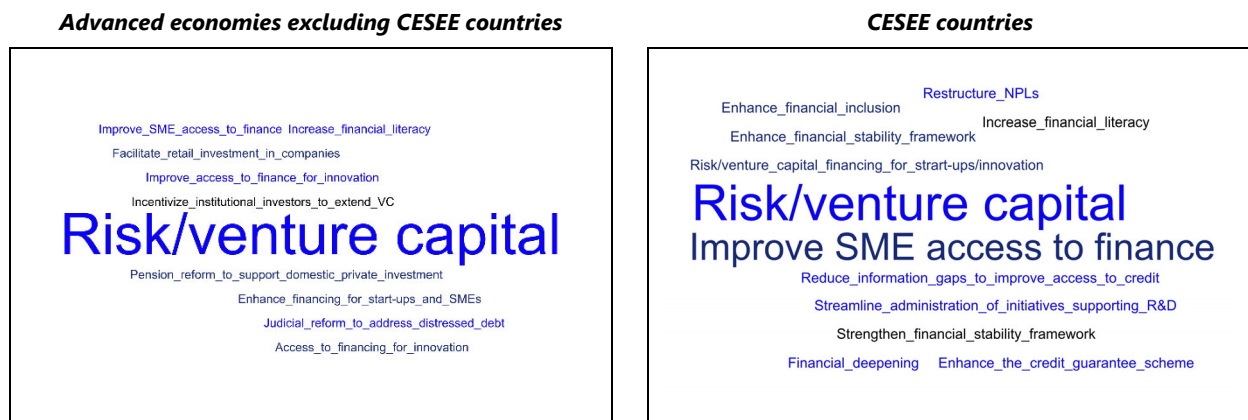 Advanced economies excluding CESEE countries
Improve_SME_access_to_finance Increase_financial_literacy
Facilitate_retail_investment_in_companies
Improve_access_to_finance_for_innovation
Incentivize_institutional_investors_to_extend_VC
Risk/venture capital
Pension_reform_to_support_domestic_private_investment
Enhance_financing_for_start-ups_and_SMEs
Judicial_reform_to_address_distressed_debt
Access_to_financing_for_innovation
CESEE countries
Restructure_NPLs
Enhance_financial_inclusion
Increase_financial_literacy
Enhance_financial_stability_framework
Risk/venture_capital_financing_for_strart-ups/innovation
Risk/venture capital
Improve SME access to finance
Reduce_information_gaps_to_improve_access_to_credit
Streamline_administration_of_initiatives_supporting_R&D
Strengthen_financial_stability_framework
Financial_deepening Enhance_the_credit_guarantee_scheme